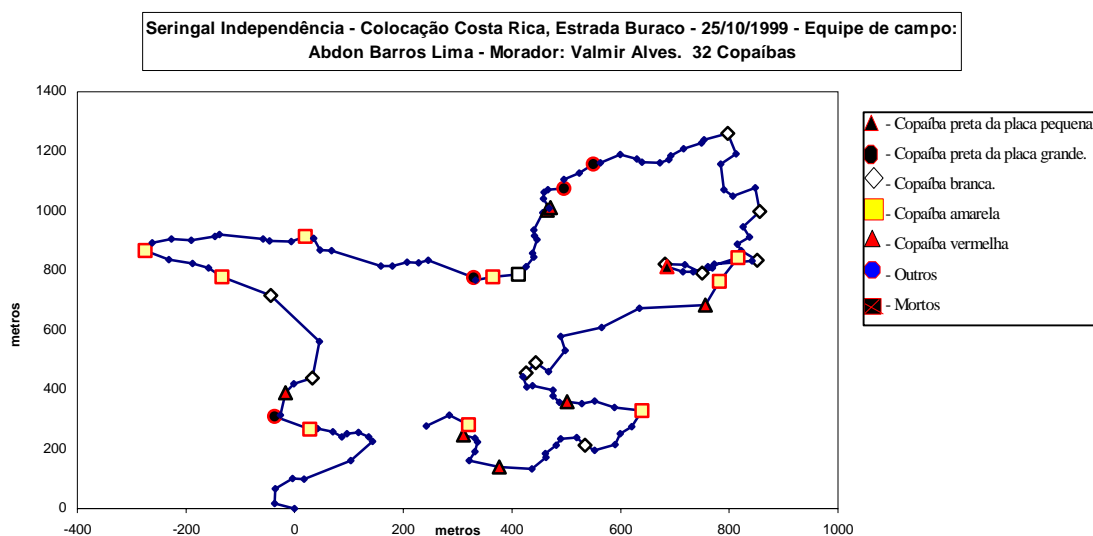 Seringal Independência - Colocação Costa Rica, Estrada Buraco - 25/10/1999 - Equipe de campo:
Abdon Barros Lima - Morador: Valmir Alves.  32 Copaíbas
metros
1400
1200
1000
800
600
400
200
0
-400
-200
0
200
400
600
800
1000
metros
- Copaíba preta da placa pequena
- Copaíba preta da placa grande.
- Copaíba branca.
- Copaíba amarela
- Copaíba vermelha
- Outros
- Mortos